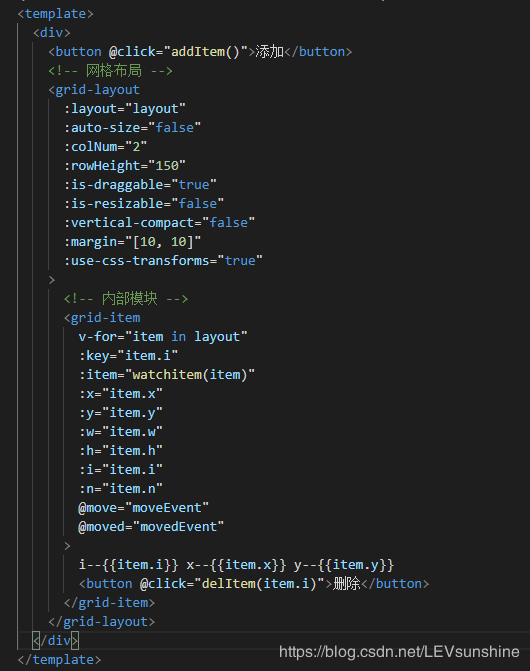 <template>
<div>
<button @click="addItem()">添加</button>
<!-- 网格布局 -->
<grid-layout
:layout="layout"
:auto-size="false"
:colNum="2"
:rowHeight="150"
:is-draggable="true"
:is-resizable="false"
:vertical-compact="false"
:margin="[10, 10]"
:use-css-transforms="true"
>
<!-- 内部模块 -->
<grid-item
v-for="item in layout"
:key="item.i"
:item="watchitem(item)"
:x="item.x"
:y="item.y"
:w="item.w"
:h="item.h"
:i="item.i"
:n="item.n"
@move="moveEvent"
@moved="movedEvent"
>
i--{{item.i}} x--{{item.x}} y--{{item.y}}
<button @click="delItem(item.i)">删除</button>
</grid-item>
</grid-layout>
</div>
</template>
https://blog.csdn.net/LEVsunshine